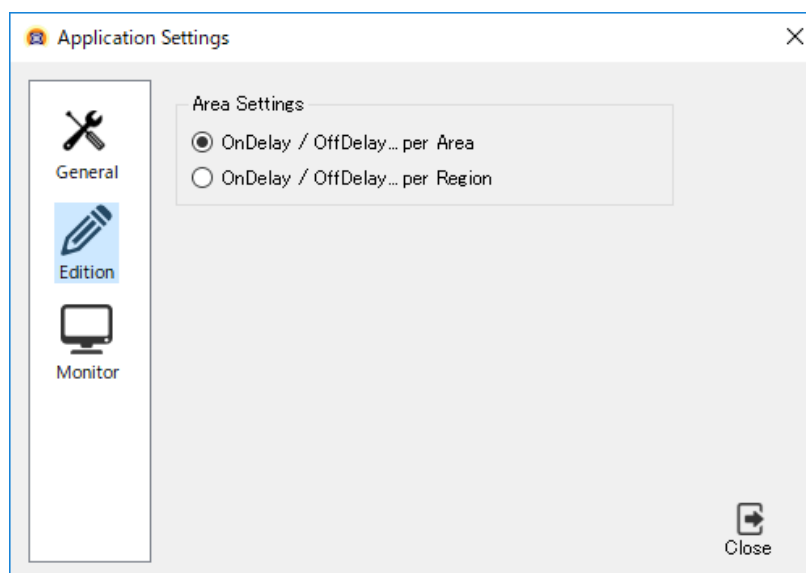 Application Settings
General
Edition
Monitor
Area Settings
OnDelay / OffDelay... per Area
OnDelay / OffDelay... per Region
Close